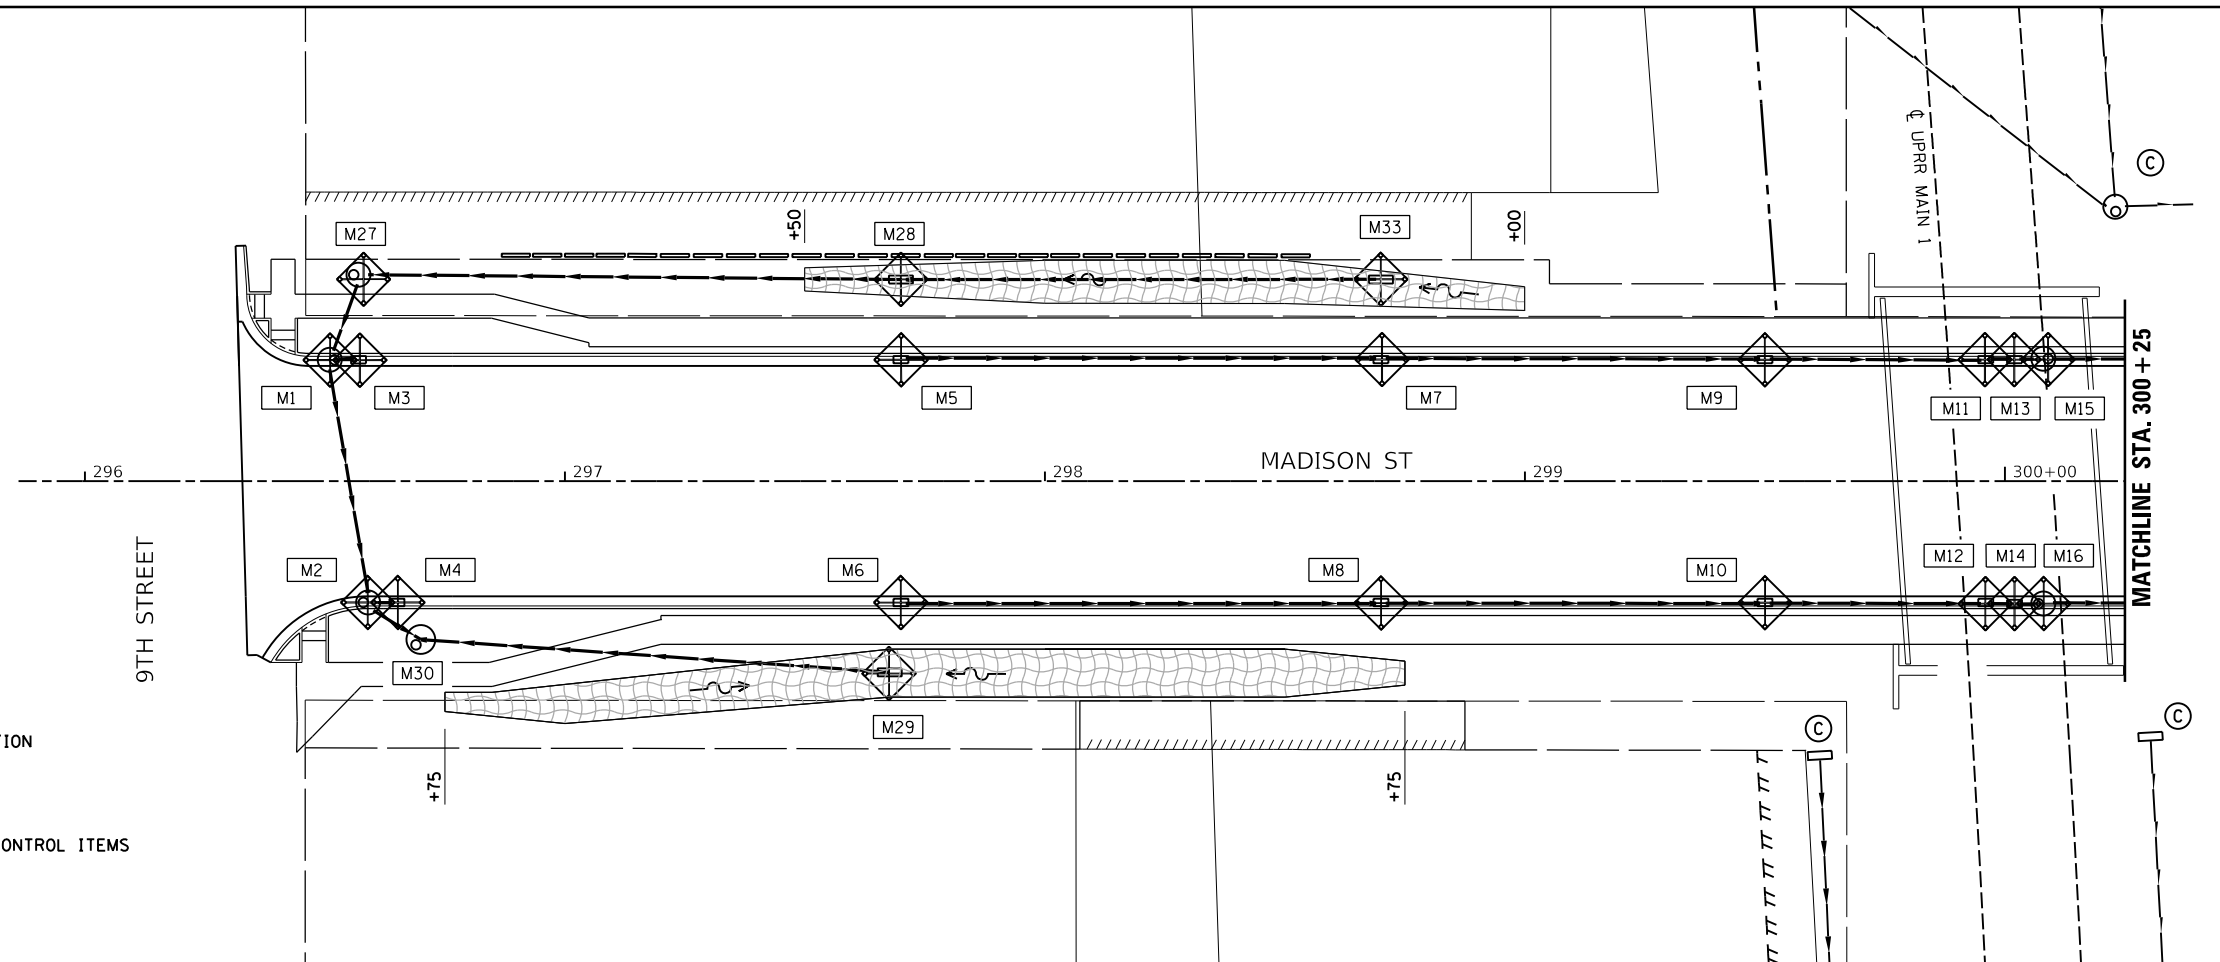 C
℄ UPRR MAIN 1
+50
+00
M27
M28
M33
M1
M3
M5
M7
M9
M11
M13
M15
MATCHLINE STA. 300+25
MADISON ST
296
297
298
299
300+00
9TH STREET
M2
M4
M6
M8
M10
M12
M14
M16
M30
M29
C
C
TION
+75
+75
ONTROL ITEMS